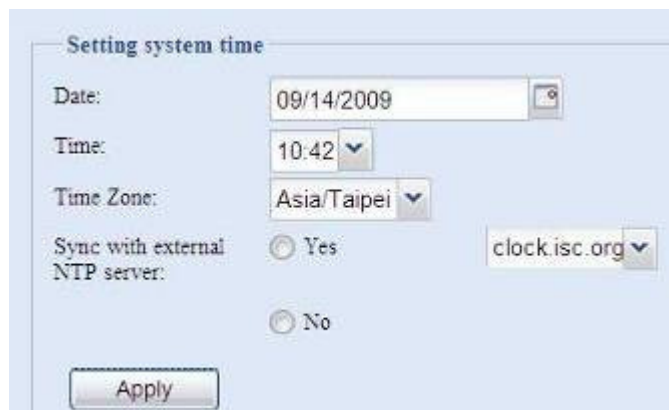 Setting system time
Date: 09/14/2009
Time: 10:42
Time Zone: Asia/Taipei
Sync with external Yes clock.isc.org
NTP server:
No
Apply